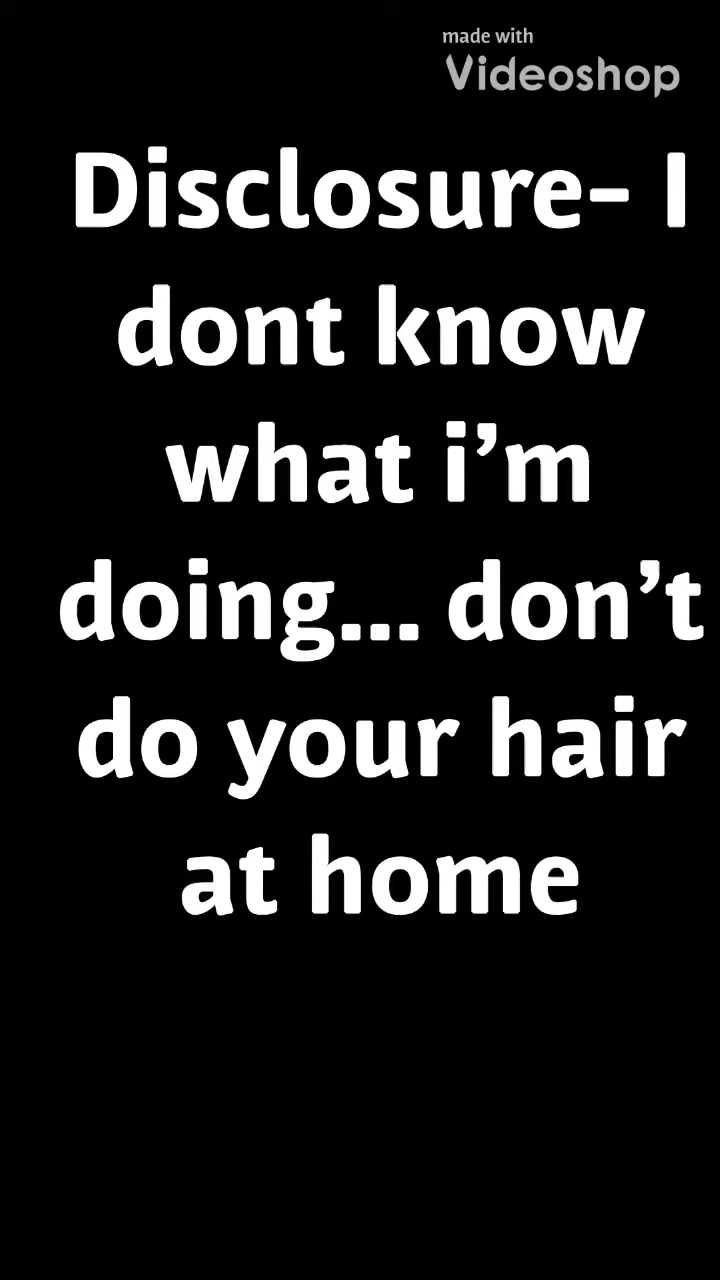 made with
Videoshop
Disclosure- I
dont know
what i’m
doing... don’t
do your hair
at home